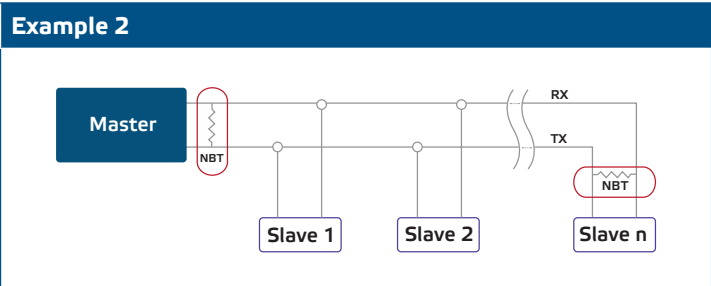 Example 2
RX
Master
TX
NBT
NBT
Slave 1
Slave 2
Slave n